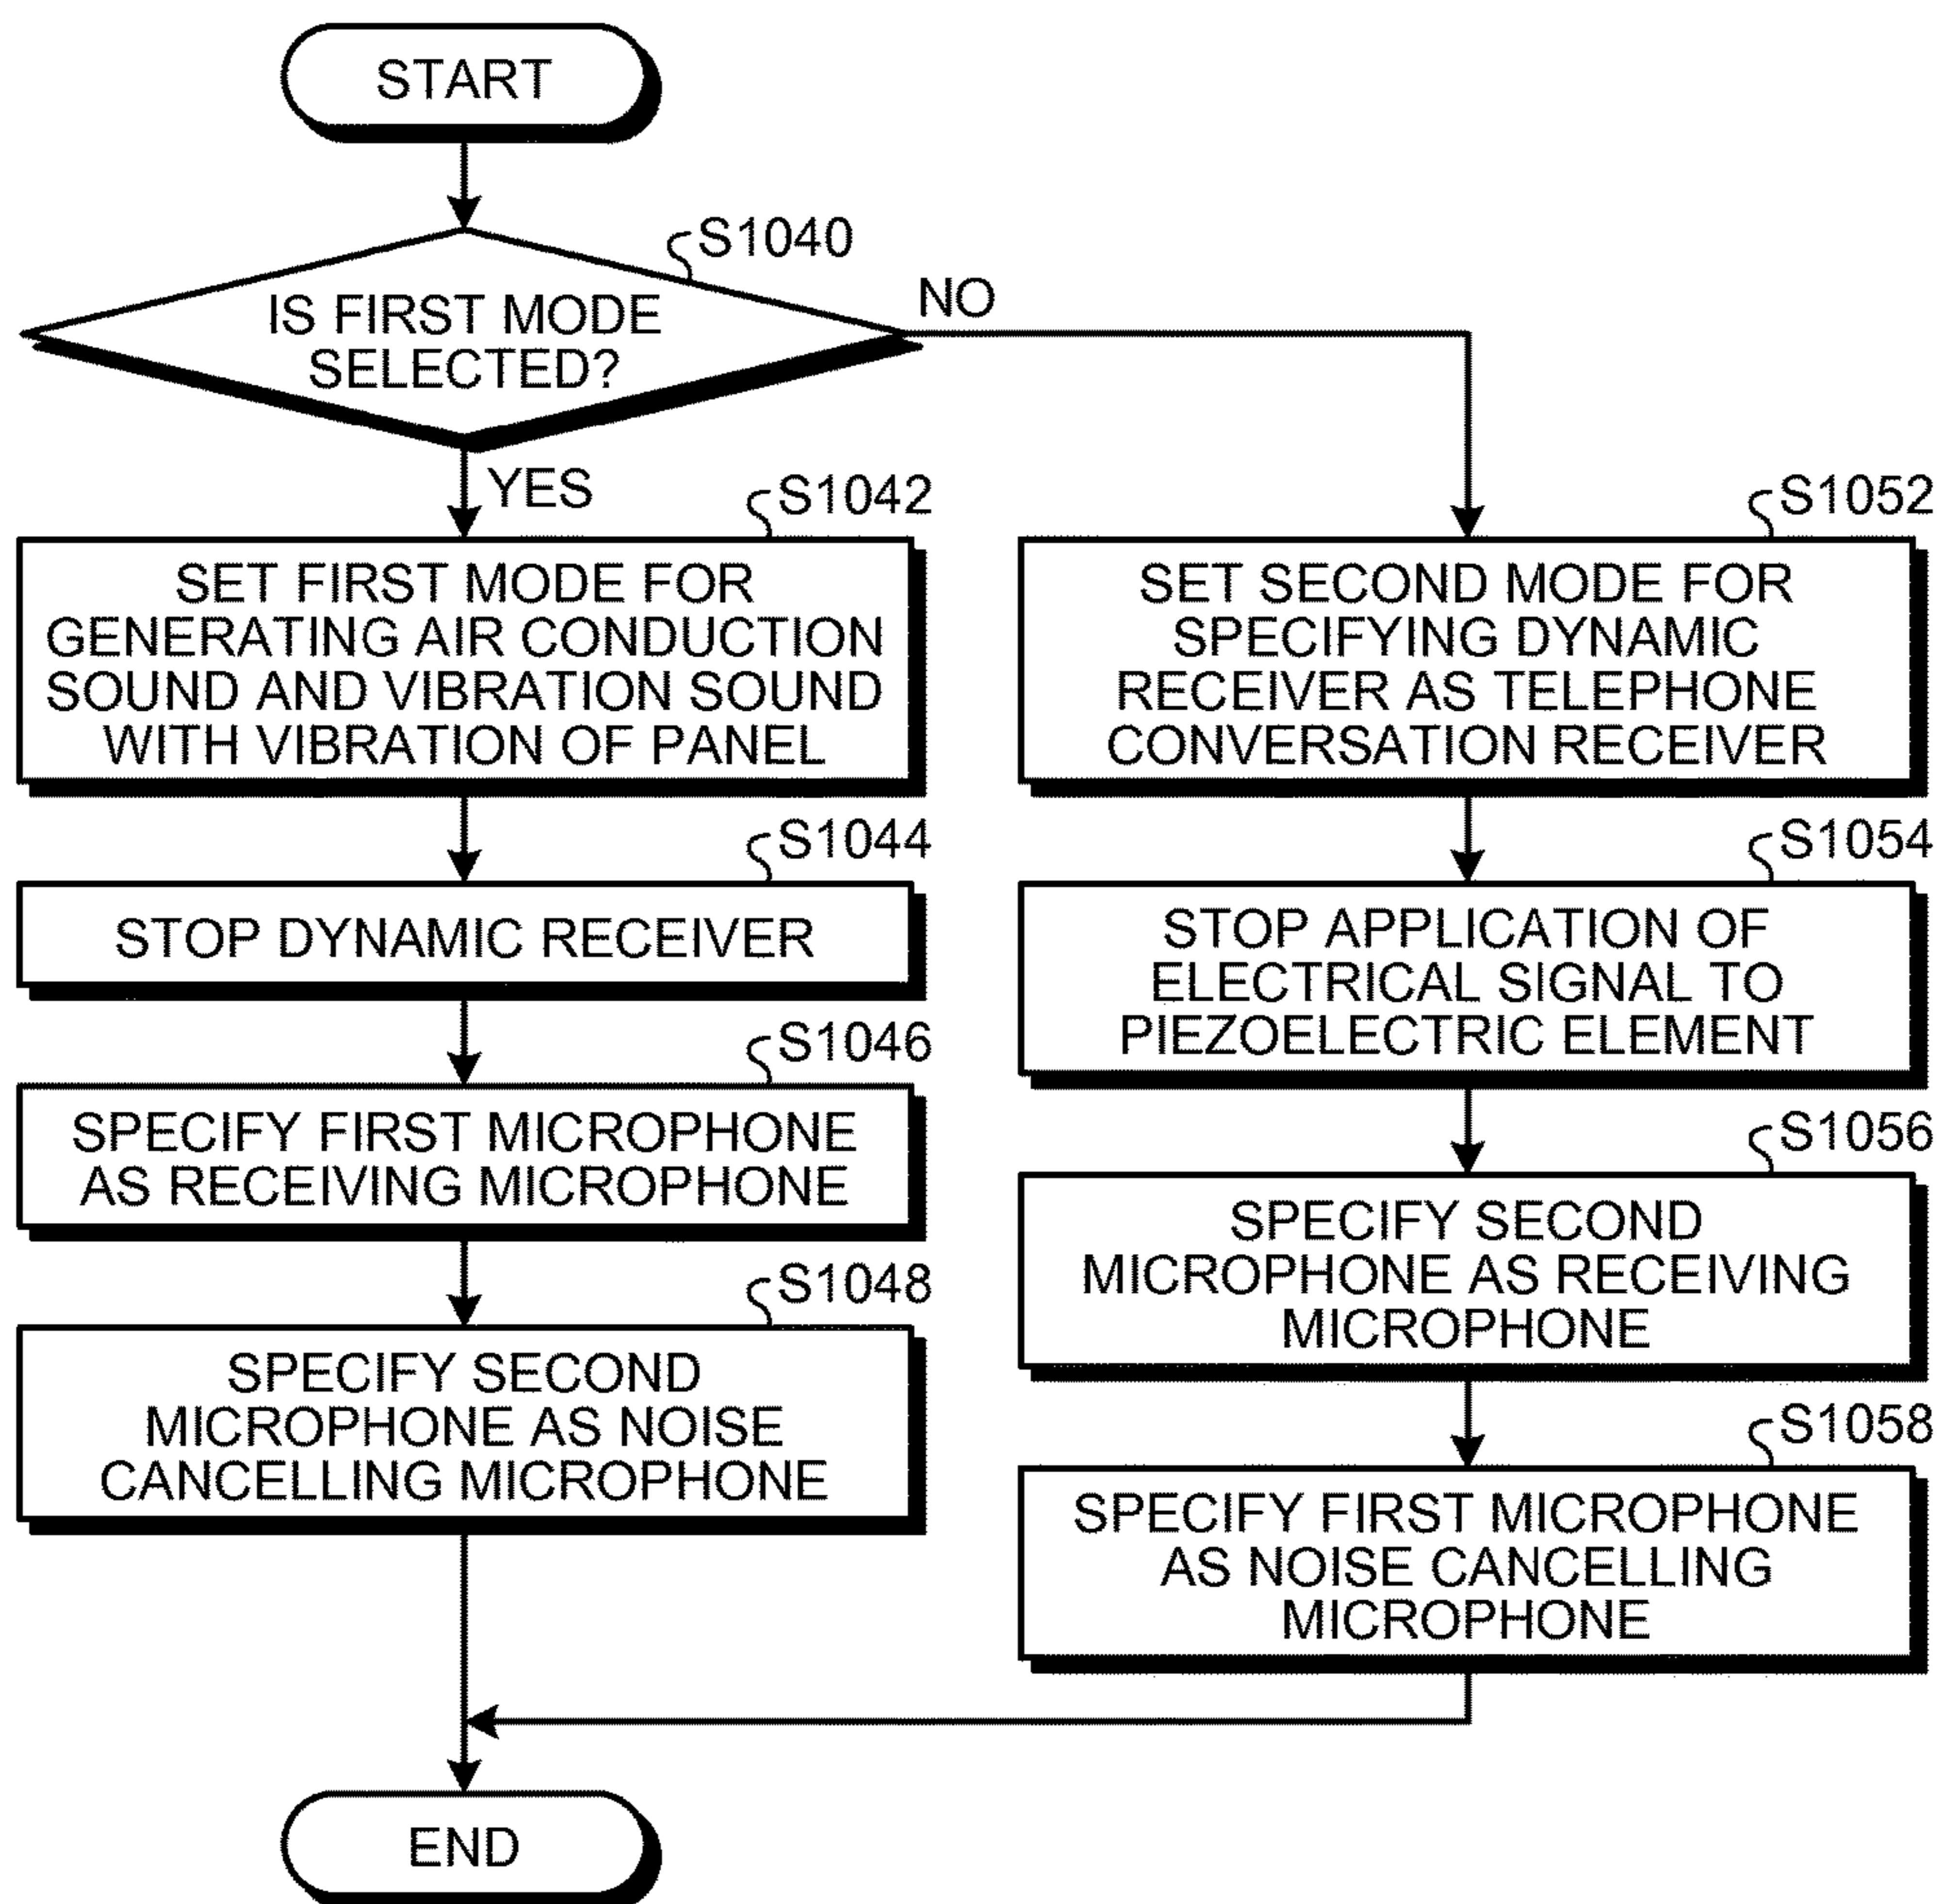 START
S1040
IS FIRST MODE
SELECTED?
NO
YES
S1042
SET FIRST MODE FOR
GENERATING AIR CONDUCTION
SOUND AND VIBRATION SOUND
WITH VIBRATION OF PANEL
S1044
STOP DYNAMIC RECEIVER
S1046
SPECIFY FIRST MICROPHONE
AS RECEIVING MICROPHONE
S1048
SPECIFY SECOND
MICROPHONE AS NOISE
CANCELLING MICROPHONE
S1052
SET SECOND MODE FOR
SPECIFYING DYNAMIC
RECEIVER AS TELEPHONE
CONVERSATION RECEIVER
S1054
STOP APPLICATION OF
ELECTRICAL SIGNAL TO
PIEZOELECTRIC ELEMENT
S1056
SPECIFY SECOND
MICROPHONE AS RECEIVING
MICROPHONE
S1058
SPECIFY FIRST MICROPHONE
AS NOISE CANCELLING
MICROPHONE
END